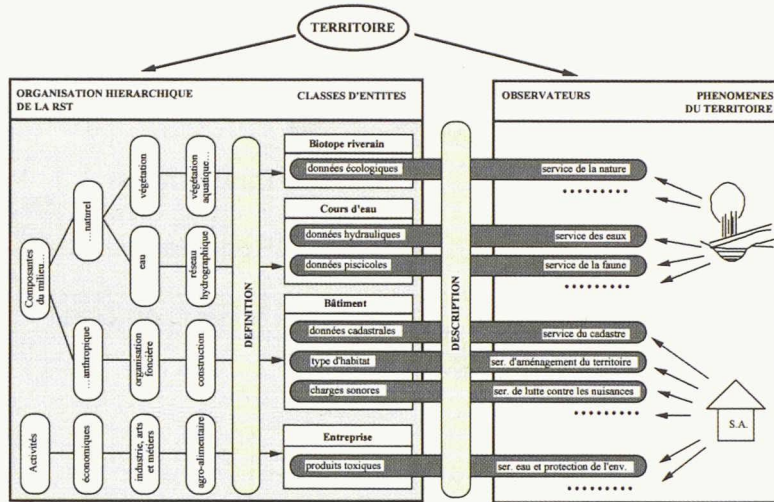 TERRITOIRE
ORGANISATION HIERARCHIQUE
DE LA RST
CLASSES D'ENTITES
OBSERVATEURS
PHENOMENES
DU TERRITOIRE
Composantes
du milieu...
...naturel
végétation
végétation
aquatique...
eau
réseau
hydrographique
...anthropique
organisation
foncière
construction
Activités
économiques
industrie, arts
et métiers
agro-alimentaire
DEFINITION
Biotope riverain
données écologiques
Cours d'eau
données hydrauliques
données piscicoles
Bâtiment
données cadastrales
type d'habitat
charges sonores
Entreprise
produits toxiques
DESCRIPTION
service de la nature
.........
service des eaux
service de la faune
.........
service du cadastre
ser. d'aménagement du territoire
ser. de lutte contre les nuisances
.........
ser. eau et protection de l'env.
.........
S.A.